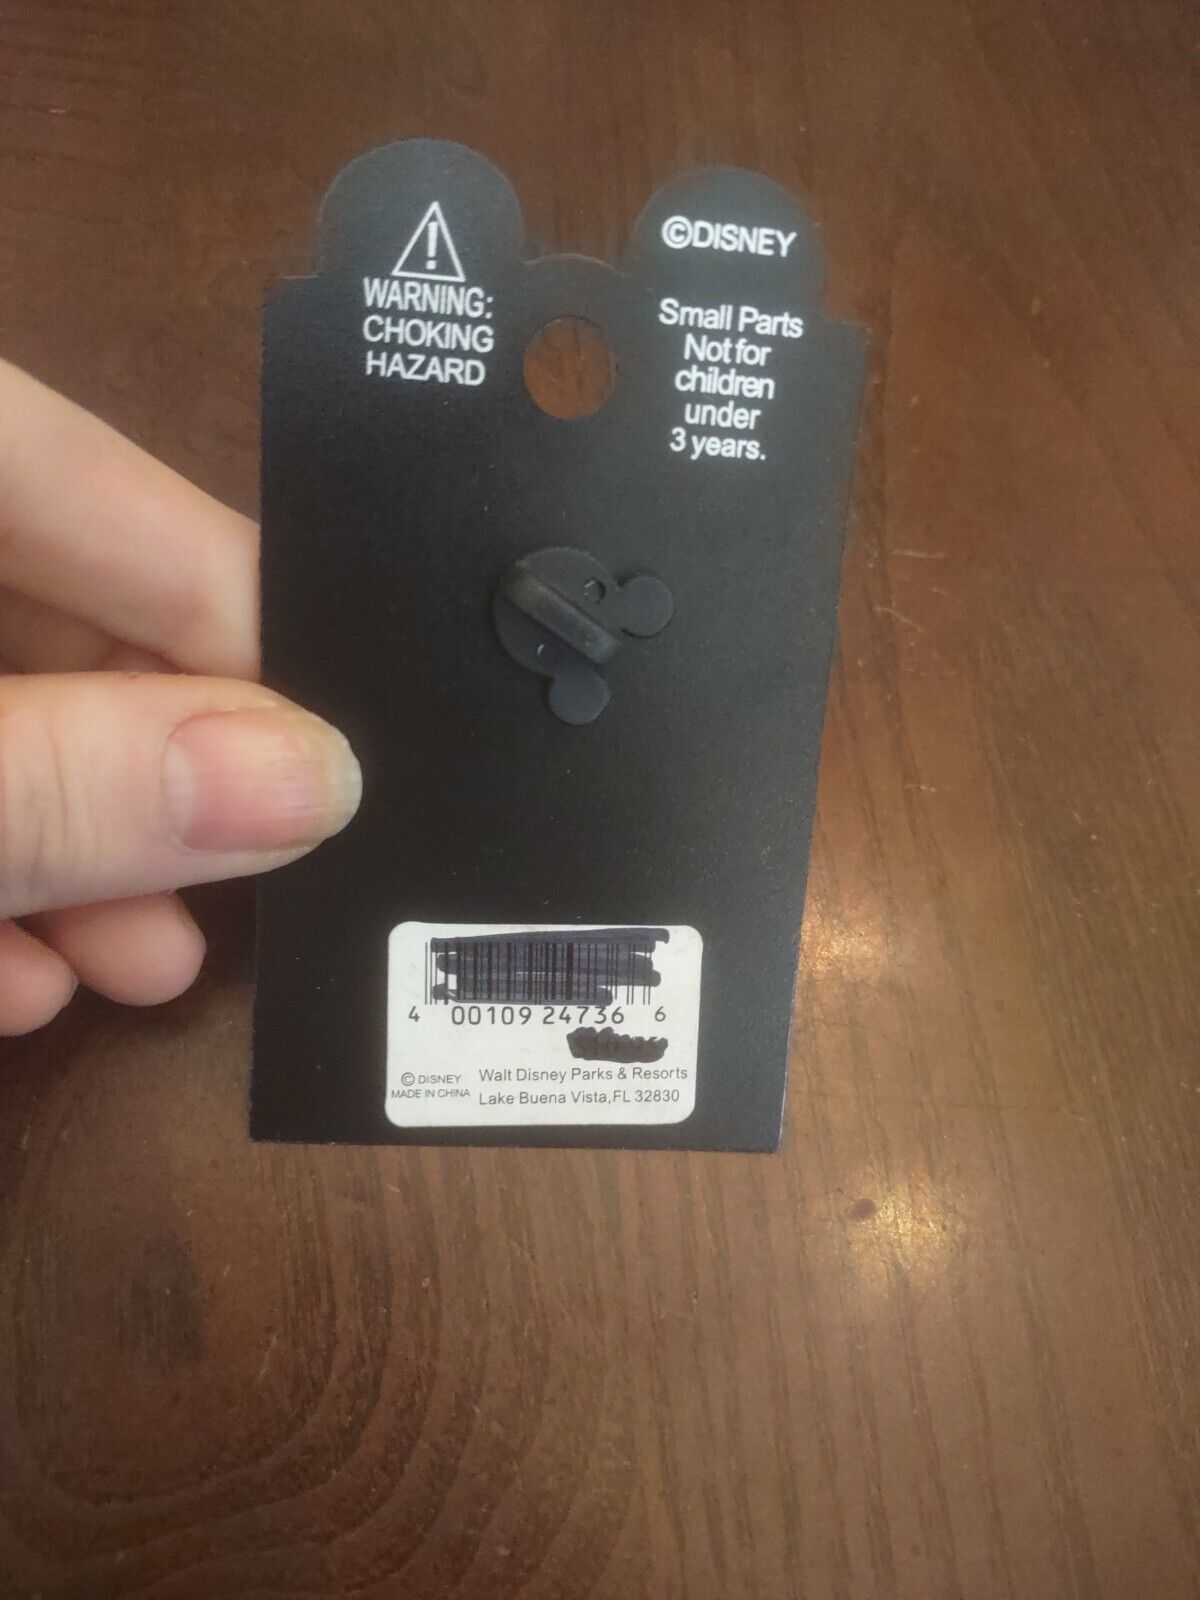 WARNING:
CHOKING
HAZARD
©DISNEY
Small Parts
Not for
children
under
3 years.
4 00109 24736 6
© DISNEY
MADE IN CHINA
Walt Disney Parks & Resorts
Lake Buena Vista,FL 32830